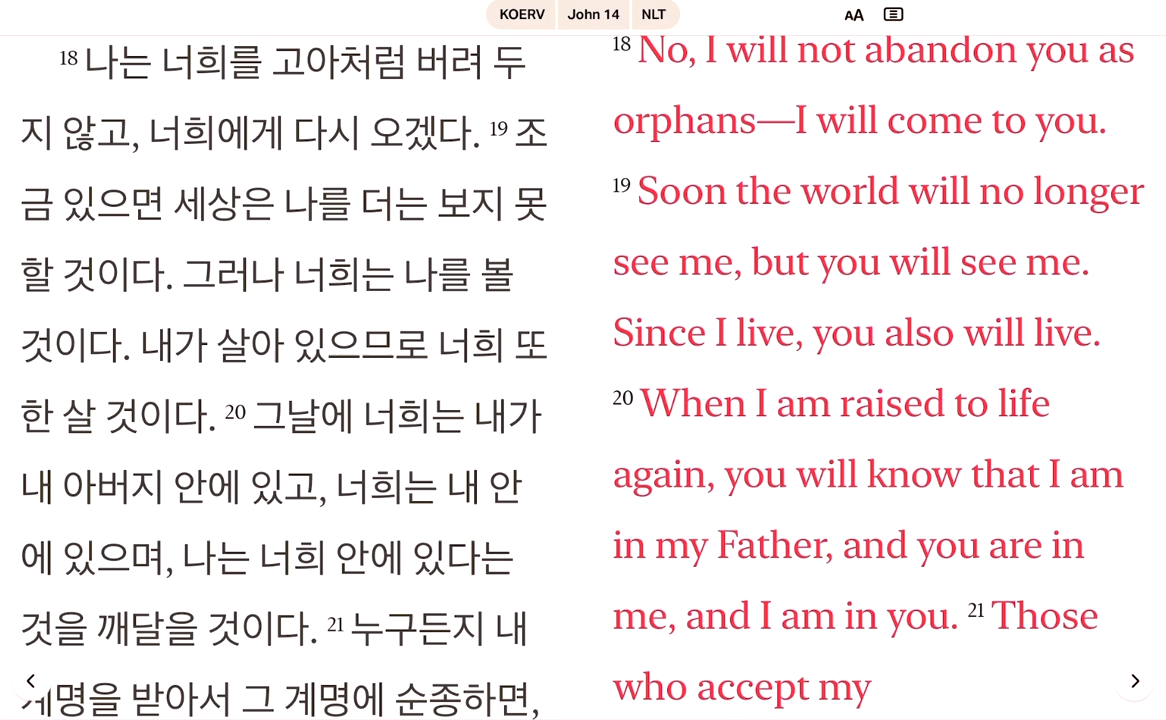 KOERV John 14 NLT AA
18 나는 너희를 고아처럼 버려 두
지 않고, 너희에게 다시 오겠다. 19 조
금 있으면 세상은 나를 더는 보지 못
할 것이다. 그러나 너희는 나를 볼
것이다. 내가 살아 있으므로 너희 또
한 살 것이다. 20 그날에 너희는 내가
내 아버지 안에 있고, 너희는 내 안
에 있으며, 나는 너희 안에 있다는
것을 깨달을 것이다. 21 누구든지 내
계명을 받아서 그 계명에 순종하면,
18 No, I will not abandon you as
orphans—I will come to you.
19 Soon the world will no longer
see me, but you will see me.
Since I live, you also will live.
20 When I am raised to life
again, you will know that I am
in my Father, and you are in
me, and I am in you. 21 Those
who accept my